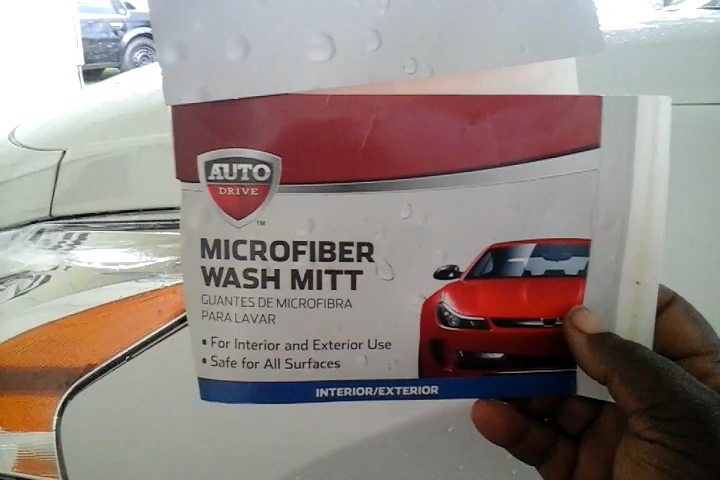 AUTO
DRIVE
™
MICROFIBER
WASH MITT
GUANTES DE MICROFIBRA
PARA LAVAR
• For Interior and Exterior Use
• Safe for All Surfaces
INTERIOR/EXTERIOR